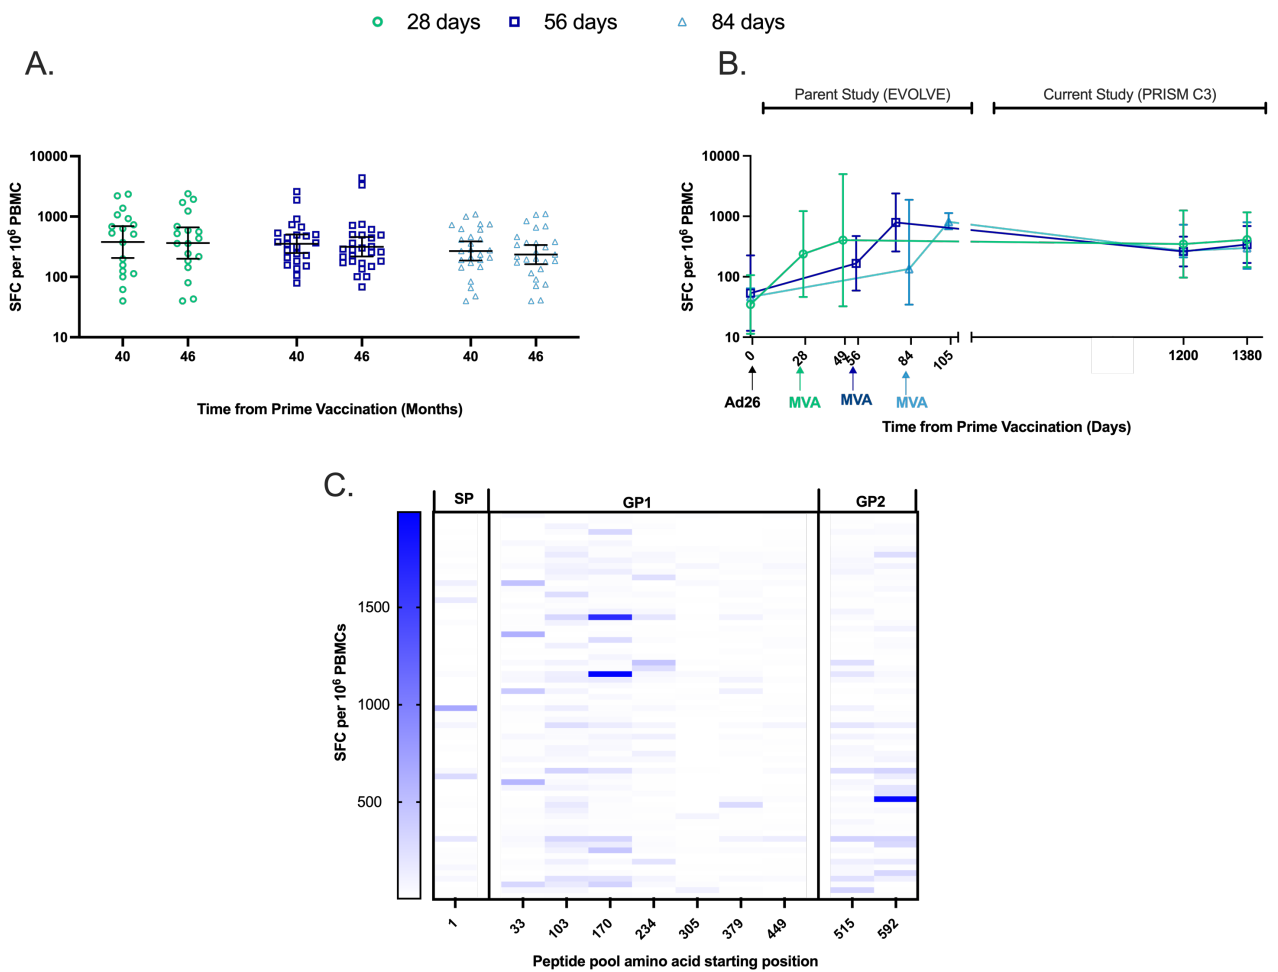 28 days 56 days 84 days
A.
B.
Parent Study (EVOLVE) Current Study (PRISM C3)
SFC per 10⁶ PBMC
10000
1000
100
10
40 46 40 46 40 46
Time from Prime Vaccination (Months)
SFC per 10⁶ PBMC
10000
1000
100
10
0 28 49 56 84 105 1200 1380
Ad26 MVA MVA MVA
Time from Prime Vaccination (Days)
C.
SP GP1 GP2
SFC per 10⁶ PBMCs
1500
1000
500
1 33 103 170 234 305 379 449 515 592
Peptide pool amino acid starting position